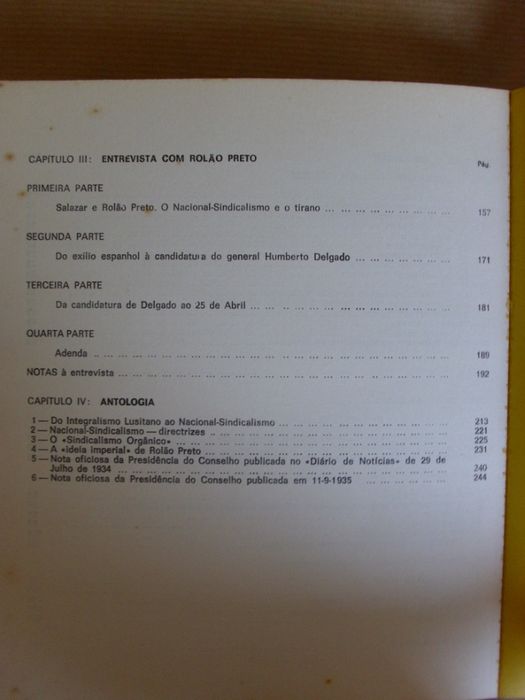 CAPÍTULO III: ENTREVISTA COM ROLÃO PRETO
Pág.
PRIMEIRA PARTE
Salazar e Rolão Preto. O Nacional-Sindicalismo e o tirano ... ... ... ... ... ... ... ... 157
SEGUNDA PARTE
Do exílio espanhol à candidatura do general Humberto Delgado ... ... ... ... ... ... 171
TERCEIRA PARTE
Da candidatura de Delgado ao 25 de Abril ... ... ... ... ... ... ... ... ... ... ... ... 181
QUARTA PARTE
Adenda ... ... ... ... ... ... ... ... ... ... ... ... ... ... ... ... ... ... ... ... ... 189
NOTAS à entrevista ... ... ... ... ... ... ... ... ... ... ... ... ... ... ... ... ... ... 192
CAPÍTULO IV: ANTOLOGIA
1 — Do Integralismo Lusitano ao Nacional-Sindicalismo ... ... ... ... ... ... ... ... ... ... 213
2 — Nacional-Sindicalismo — directrizes ... ... ... ... ... ... ... ... ... ... ... ... ... 221
3 — O «Sindicalismo Orgânico» ... ... ... ... ... ... ... ... ... ... ... ... ... ... ... 225
4 — A «ideia imperial» de Rolão Preto ... ... ... ... ... ... ... ... ... ... ... ... ... 231
5 — Nota oficiosa da Presidência do Conselho publicada no «Diário de Notícias» de 29 de
Julho de 1934 ... ... ... ... ... ... ... ... ... ... ... ... ... ... ... ... ... ... 240
6 — Nota oficiosa da Presidência do Conselho publicada em 11-9-1935 ... ... ... ... ... 244